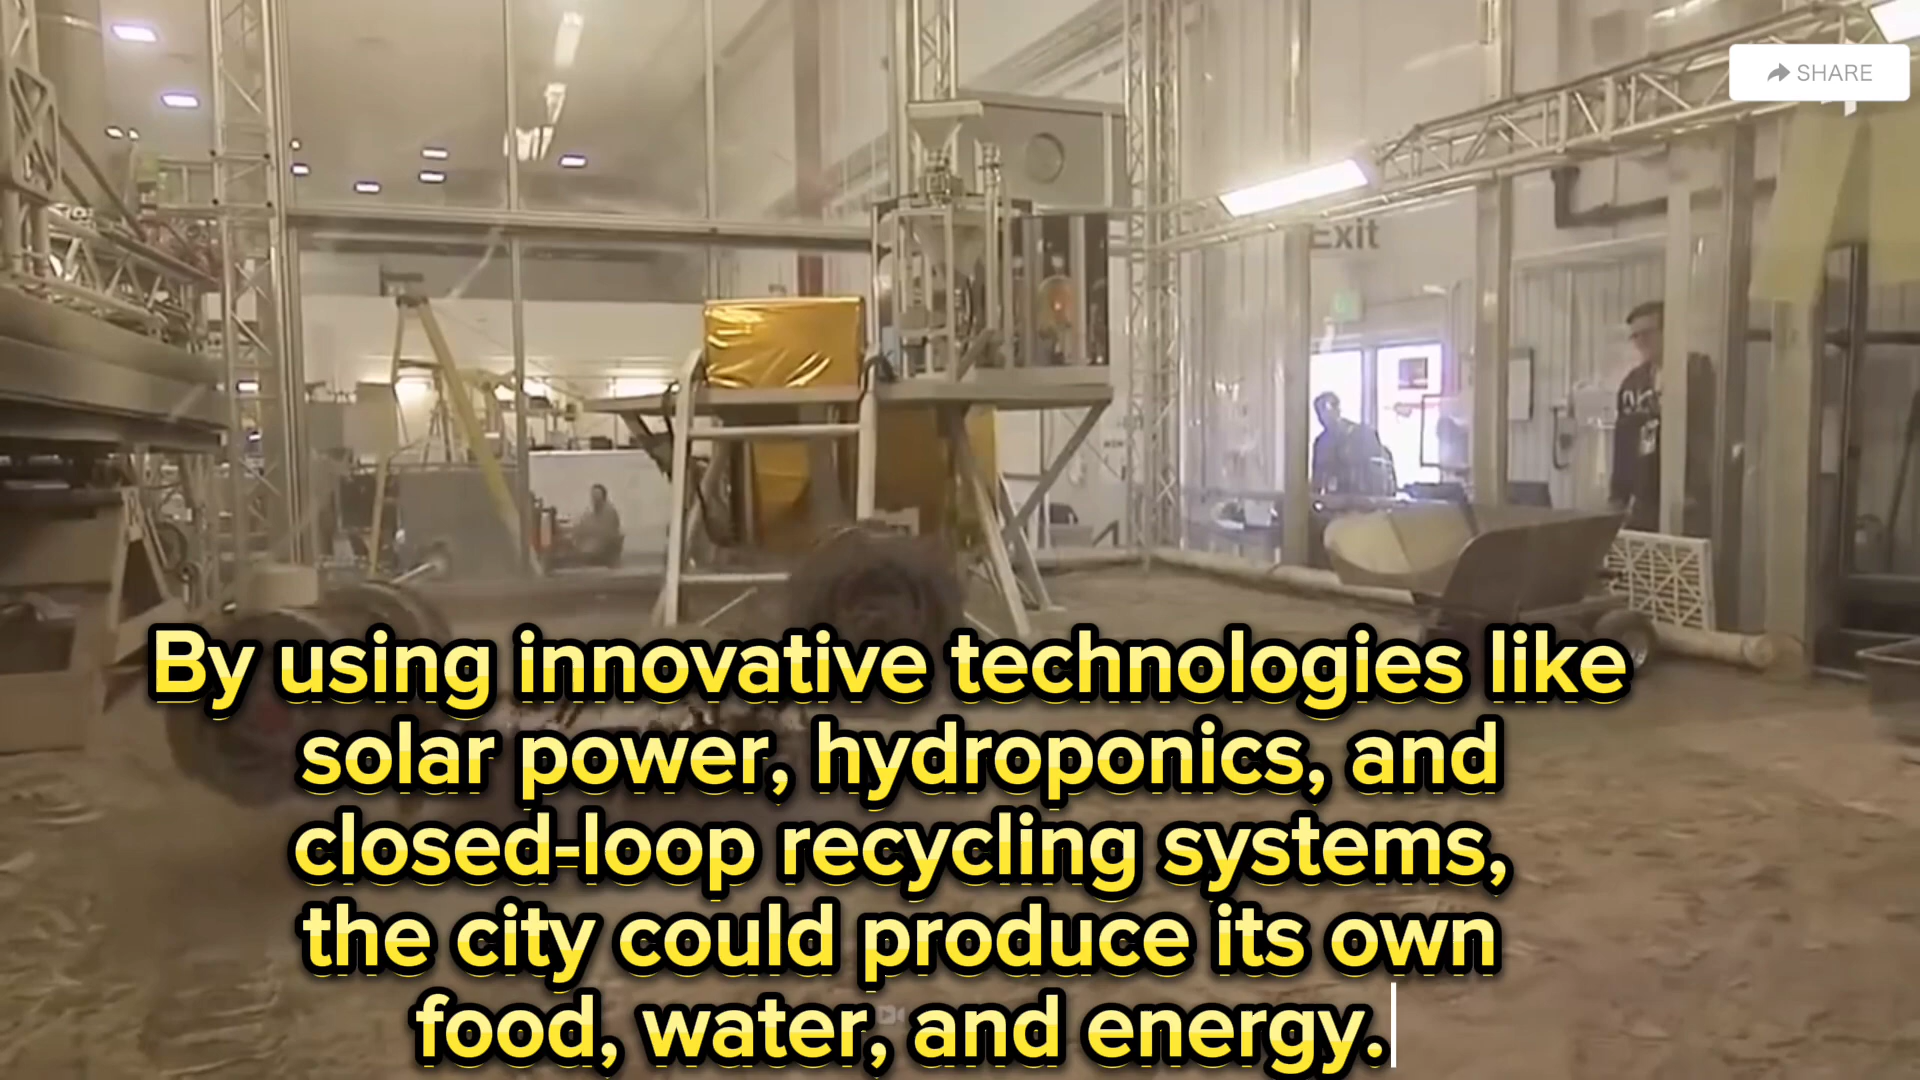 SHARE
Exit
By using innovative technologies like
solar power, hydroponics, and
closed-loop recycling systems,
the city could produce its own
food, water, and energy.